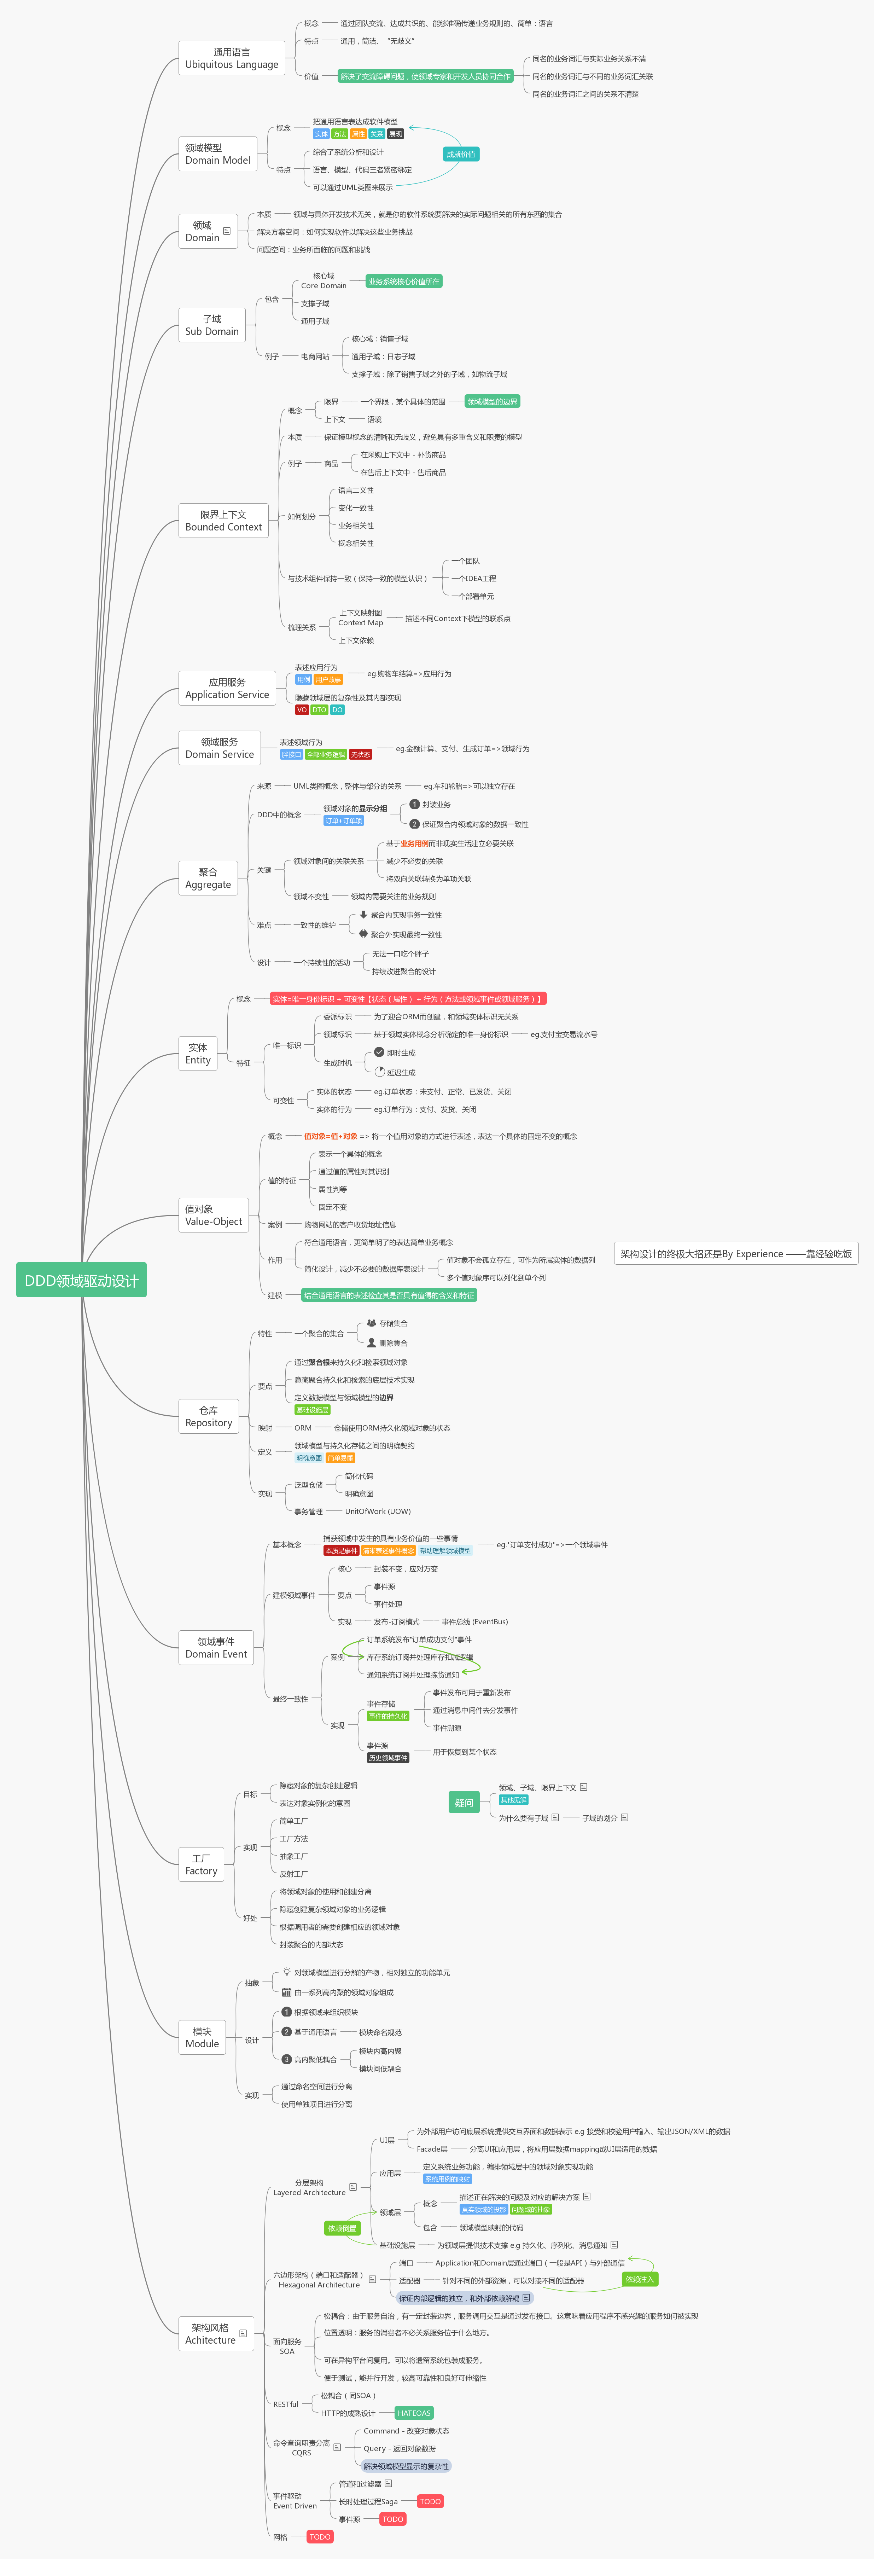 DDD领域驱动设计
通用语言
Ubiquitous Language
概念
通过团队交流、达成共识的、能够准确传递业务规则的、简单：语言
特点
通用，简洁、 “无歧义”
价值
解决了交流障碍问题，使领域专家和开发人员协同合作
同名的业务词汇与实际业务关系不清
同名的业务词汇与不同的业务词汇关联
同名的业务词汇之间的关系不清楚
领域模型
Domain Model
概念
把通用语言表达成软件模型
实体 方法 属性 关系 展现
特点
综合了系统分析和设计
语言、模型、代码三者紧密绑定
可以通过UML类图来展示
成就价值
领域
Domain
本质
领域与具体开发技术无关，就是你的软件系统要解决的实际问题相关的所有东西的集合
解决方案空间：如何实现软件以解决这些业务挑战
问题空间：业务所面临的问题和挑战
子域
Sub Domain
包含
核心域
Core Domain
业务系统核心价值所在
支撑子域
通用子域
例子
电商网站
核心域：销售子域
通用子域：日志子域
支撑子域：除了销售子域之外的子域，如物流子域
限界上下文
Bounded Context
概念
限界
一个界限，某个具体的范围
领域模型的边界
上下文
语境
本质
保证模型概念的清晰和无歧义，避免具有多重含义和职责的模型
例子
商品
在采购上下文中 - 补货商品
在售后上下文中 - 售后商品
如何划分
语言二义性
变化一致性
业务相关性
概念相关性
与技术组件保持一致（保持一致的模型认识）
一个团队
一个IDEA工程
一个部署单元
梳理关系
上下文映射图
Context Map
描述不同Context下模型的联系点
上下文依赖
应用服务
Application Service
表述应用行为
用例 用户故事
eg.购物车结算=>应用行为
隐藏领域层的复杂性及其内部实现
VO DTO DO
领域服务
Domain Service
表述领域行为
胖接口 全部业务逻辑 无状态
eg.金额计算、支付、生成订单=>领域行为
聚合
Aggregate
来源
UML类图概念，整体与部分的关系
eg.车和轮胎=>可以独立存在
DDD中的概念
领域对象的显示分组
订单+订单项
1 封装业务
2 保证聚合内领域对象的数据一致性
关键
领域对象间的关联关系
基于业务用例而非现实生活建立必要关联
减少不必要的关联
将双向关联转换为单项关联
领域不变性
领域内需要关注的业务规则
难点
一致性的维护
聚合内实现事务一致性
聚合外实现最终一致性
设计
一个持续性的活动
无法一口吃个胖子
持续改进聚合的设计
实体
Entity
概念
实体=唯一身份标识 + 可变性【状态（属性） + 行为（方法或领域事件或领域服务）】
特征
唯一标识
委派标识
为了迎合ORM而创建，和领域实体标识无关系
领域标识
基于领域实体概念分析确定的唯一身份标识
eg.支付宝交易流水号
生成时机
即时生成
延迟生成
可变性
实体的状态
eg.订单状态：未支付、正常、已发货、关闭
实体的行为
eg.订单行为：支付、发货、关闭
值对象
Value-Object
概念
值对象=值+对象 => 将一个值用对象的方式进行表述，表达一个具体的固定不变的概念
值的特征
表示一个具体的概念
通过值的属性对其识别
属性判等
固定不变
案例
购物网站的客户收货地址信息
作用
符合通用语言，更简单明了的表达简单业务概念
简化设计，减少不必要的数据库表设计
值对象不会孤立存在，可作为所属实体的数据列
多个值对象序可以列化到单个列
建模
结合通用语言的表述检查其是否具有值得的含义和特征
架构设计的终极大招还是By Experience ——靠经验吃饭
仓库
Repository
特性
一个聚合的集合
存储集合
删除集合
要点
通过聚合根来持久化和检索领域对象
隐藏聚合持久化和检索的底层技术实现
定义数据模型与领域模型的边界
基础设施层
映射
ORM
仓储使用ORM持久化领域对象的状态
定义
领域模型与持久化存储之间的明确契约
明确意图 简单是福
实现
泛型仓储
简化代码
明确意图
事务管理
UnitOfWork (UOW)
领域事件
Domain Event
基本概念
捕获领域中发生的具有业务价值的一些事情
本质是事件 清晰叙述事件概念 帮助理解领域模型
eg."订单支付成功"=>一个领域事件
建模领域事件
核心
封装不变，应对万变
要点
事件源
事件处理
实现
发布-订阅模式
事件总线 (EventBus)
最终一致性
案例
订单系统发布"订单成功支付"事件
库存系统订阅并处理库存扣减逻辑
通知系统订阅并处理拣货通知
实现
事件存储
事件的持久化
事件发布可用于重新发布
通过消息中间件去分发事件
事件溯源
事件源
历史领域事件
用于恢复到某个状态
工厂
Factory
目标
隐藏对象的复杂创建逻辑
表达对象实例化的意图
实现
简单工厂
工厂方法
抽象工厂
反射工厂
好处
将领域对象的使用和创建分离
隐藏创建复杂领域对象的业务逻辑
根据调用者的需要创建相应的领域对象
封装聚合的内部状态
疑问
领域、子域、限界上下文
其他见解
为什么要有子域
子域的划分
模块
Module
抽象
对领域模型进行分解的产物，相对独立的功能单元
由一系列高内聚的领域对象组成
设计
1 根据领域来组织模块
2 基于通用语言
模块命名规范
3 高内聚低耦合
模块内高内聚
模块间低耦合
实现
通过命名空间进行分离
使用单独项目进行分离
架构风格
Achitecture
分层架构
Layered Architecture
UI层
为外部用户访问底层系统提供交互界面和数据表示 e.g 接受和校验用户输入、输出JSON/XML的数据
Facade层
分离UI和应用层，将应用层数据mapping成UI层适用的数据
应用层
定义系统业务功能，编排领域层中的领域对象实现功能
系统用例的映射
领域层
概念
描述正在解决的问题及对应的解决方案
真实领域的投影 问题域的抽象
包含
领域模型映射的代码
基础设施层
为领域层提供技术支撑 e.g 持久化、序列化、消息通知
依赖倒置
六边形架构（端口和适配器）
Hexagonal Architecture
端口
Application和Domain层通过端口（一般是API）与外部通信
适配器
针对不同的外部资源，可以对接不同的适配器
保证内部逻辑的独立，和外部依赖解耦
依赖注入
面向服务
SOA
松耦合：由于服务自治，有一定封装边界，服务调用交互是通过发布接口。这意味着应用程序不感兴趣的服务如何被实现
位置透明：服务的消费者不必关系服务位于什么地方。
可在异构平台间复用。可以将遗留系统包装成服务。
便于测试，能并行开发，较高可靠性和良好可伸缩性
RESTful
松耦合（同SOA）
HTTP的成熟设计
HATEOAS
命令查询职责分离
CQRS
Command - 改变对象状态
Query - 返回对象数据
解决领域模型显示的复杂性
事件驱动
Event Driven
管道和过滤器
长时处理过程Saga
TODO
事件源
TODO
网格
TODO